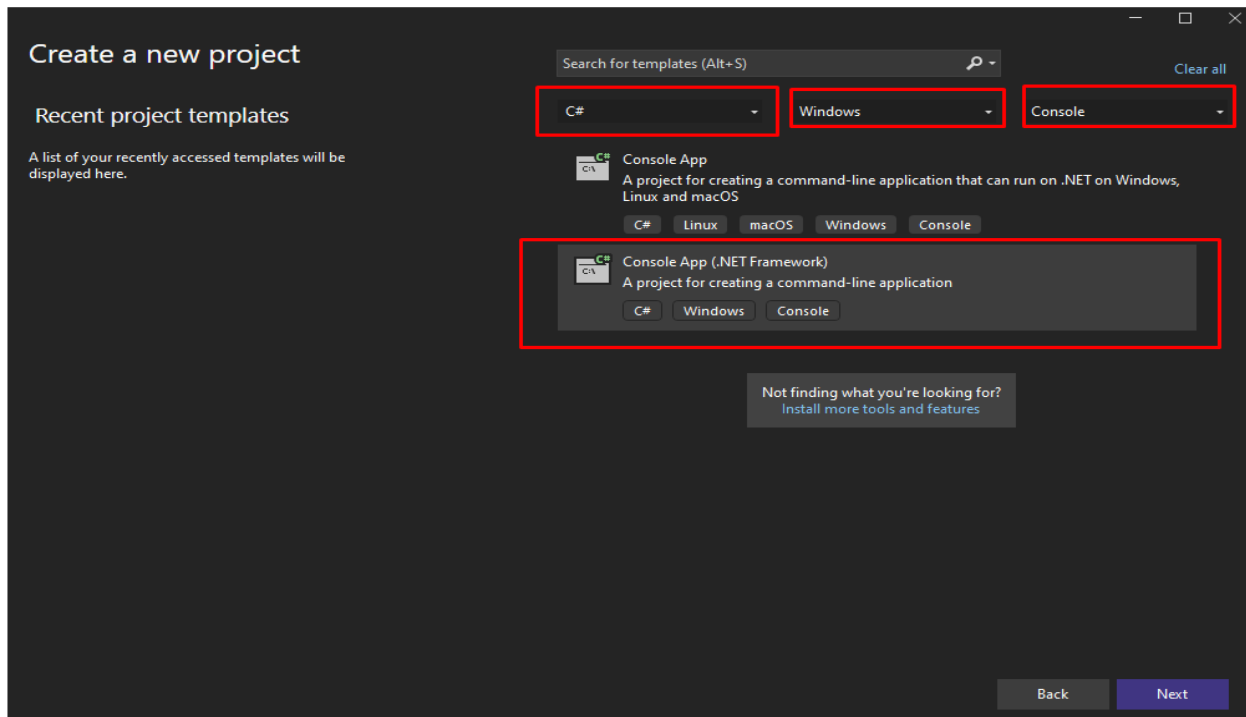 Create a new project
Search for templates (Alt+S)
Clear all
Recent project templates
C#
Windows
Console
A list of your recently accessed templates will be
displayed here.
C#
C:\
Console App
A project for creating a command-line application that can run on .NET on Windows,
Linux and macOS
C# Linux macOS Windows Console
C#
C:\
Console App (.NET Framework)
A project for creating a command-line application
C# Windows Console
Not finding what you're looking for?
Install more tools and features
Back
Next